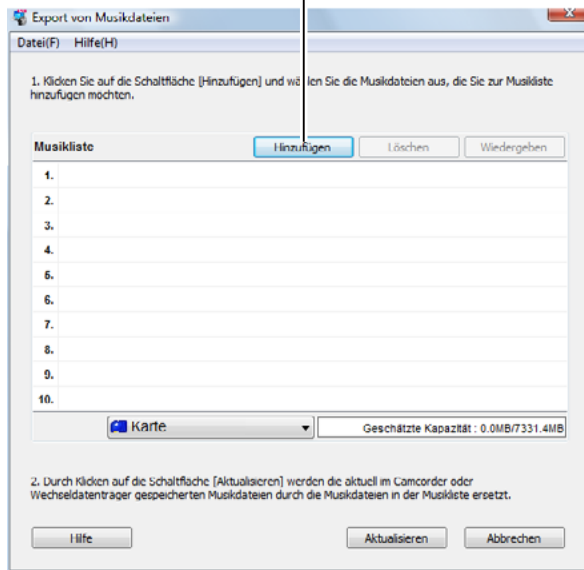 Export von Musikdateien
Datei(F) Hilfe(H)
1. Klicken Sie auf die Schaltfläche [Hinzufügen] und wählen Sie die Musikdateien aus, die Sie zur Musikliste
hinzufügen möchten.
Musikliste Hinzufügen Löschen Wiedergeben
1.
2.
3.
4.
5.
6.
7.
8.
9.
10.
Karte Geschätzte Kapazität : 0.0MB/7331.4MB
2. Durch Klicken auf die Schaltfläche [Aktualisieren] werden die aktuell im Camcorder oder
Wechseldatenträger gespeicherten Musikdateien durch die Musikdateien in der Musikliste ersetzt.
Hilfe Aktualisieren Abbrechen